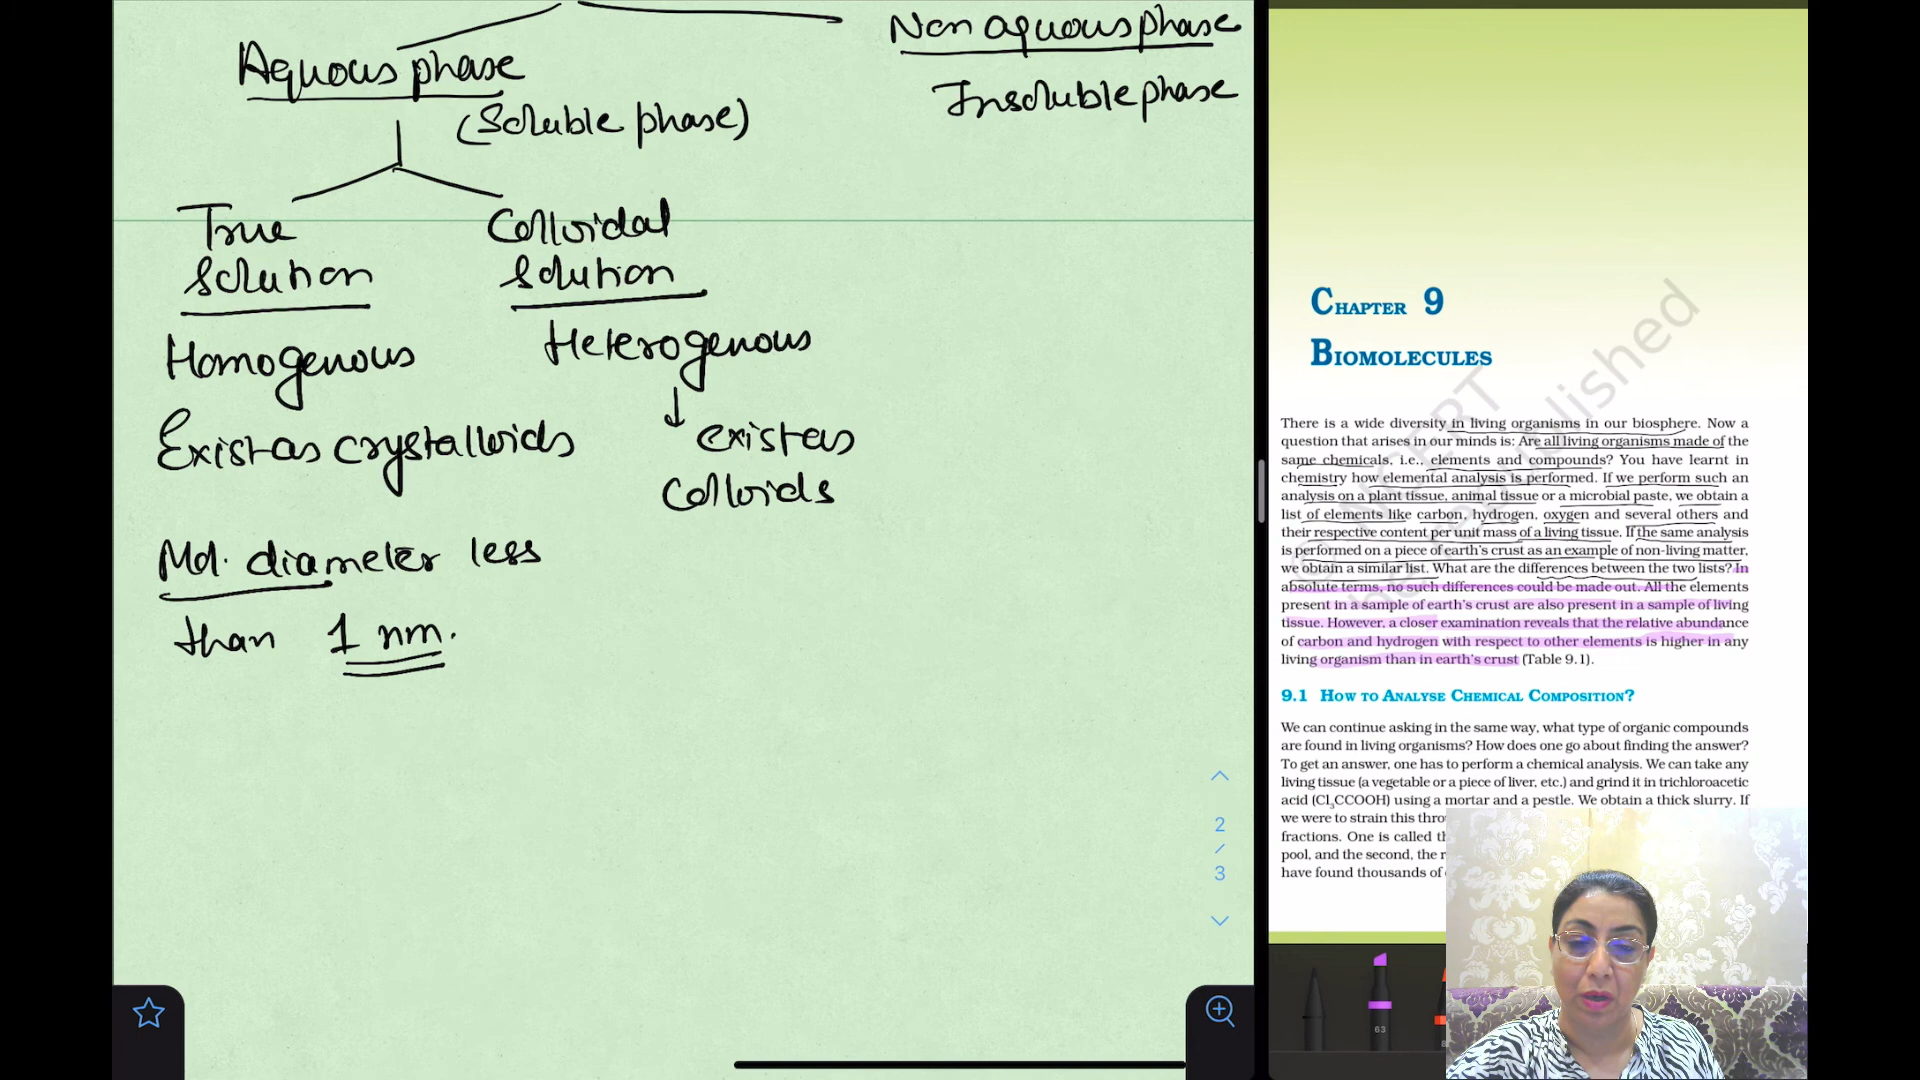 Non aquous phase
Aquous phase
Insoluble phase
(Soluble phase)
True
solution
Colloidal
solution
Homogenous
Heterogenous
Exist as crystalloids
exist as
colloids
Mol. diameter less
than 1 nm.
2
/
3
CHAPTER 9
BIOMOLECULES
There is a wide diversity in living organisms in our biosphere. Now a
question that arises in our minds is: Are all living organisms made of the
same chemicals, i.e., elements and compounds? You have learnt in
chemistry how elemental analysis is performed. If we perform such an
analysis on a plant tissue, animal tissue or a microbial paste, we obtain a
list of elements like carbon, hydrogen, oxygen and several others and
their respective content per unit mass of a living tissue. If the same analysis
is performed on a piece of earth's crust as an example of non-living matter,
we obtain a similar list. What are the differences between the two lists? In
absolute terms, no such differences could be made out. All the elements
present in a sample of earth's crust are also present in a sample of living
tissue. However, a closer examination reveals that the relative abundance
of carbon and hydrogen with respect to other elements is higher in any
living organism than in earth's crust (Table 9.1).
9.1 HOW TO ANALYSE CHEMICAL COMPOSITION?
We can continue asking in the same way, what type of organic compounds
are found in living organisms? How does one go about finding the answer?
To get an answer, one has to perform a chemical analysis. We can take any
living tissue (a vegetable or a piece of liver, etc.) and grind it in trichloroacetic
acid (Cl₃CCOOH) using a mortar and a pestle. We obtain a thick slurry. If
we were to strain this
fractions. One is called
pool, and the second, the
have found thousands of
63